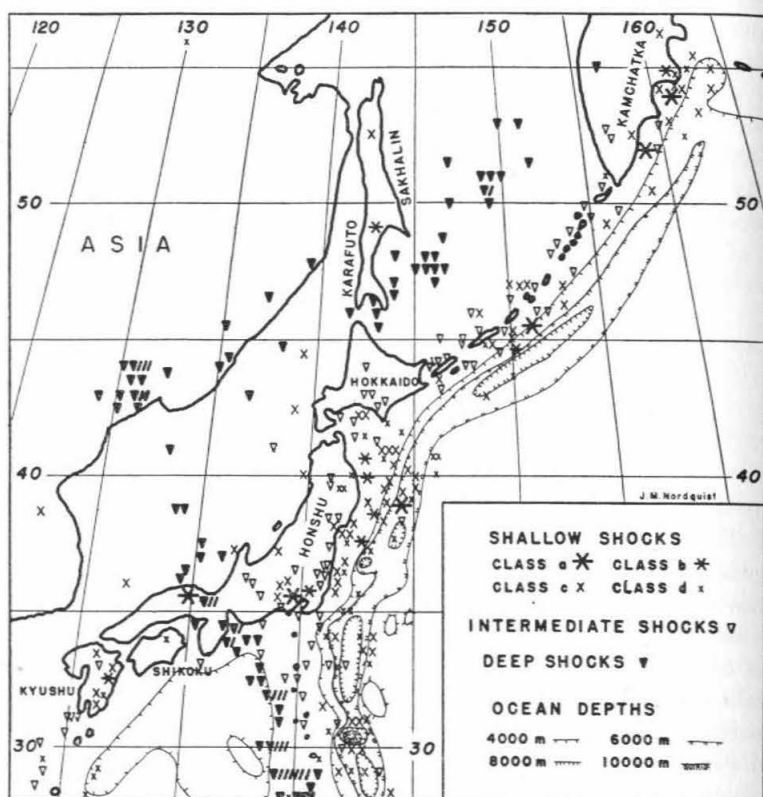 120
130
140
150
160
KAMCHATKA
SAKHALIN
KARAFUTO
50
50
ASIA
HOKKAIDO
40
40
HONSHU
J.M.Nordquist
SHALLOW SHOCKS
CLASS a CLASS b
CLASS c x CLASS d x
INTERMEDIATE SHOCKS
DEEP SHOCKS
SHIKOKU
KYUSHU
OCEAN DEPTHS
30
30
4000 m 6000 m
8000 m 10000 m